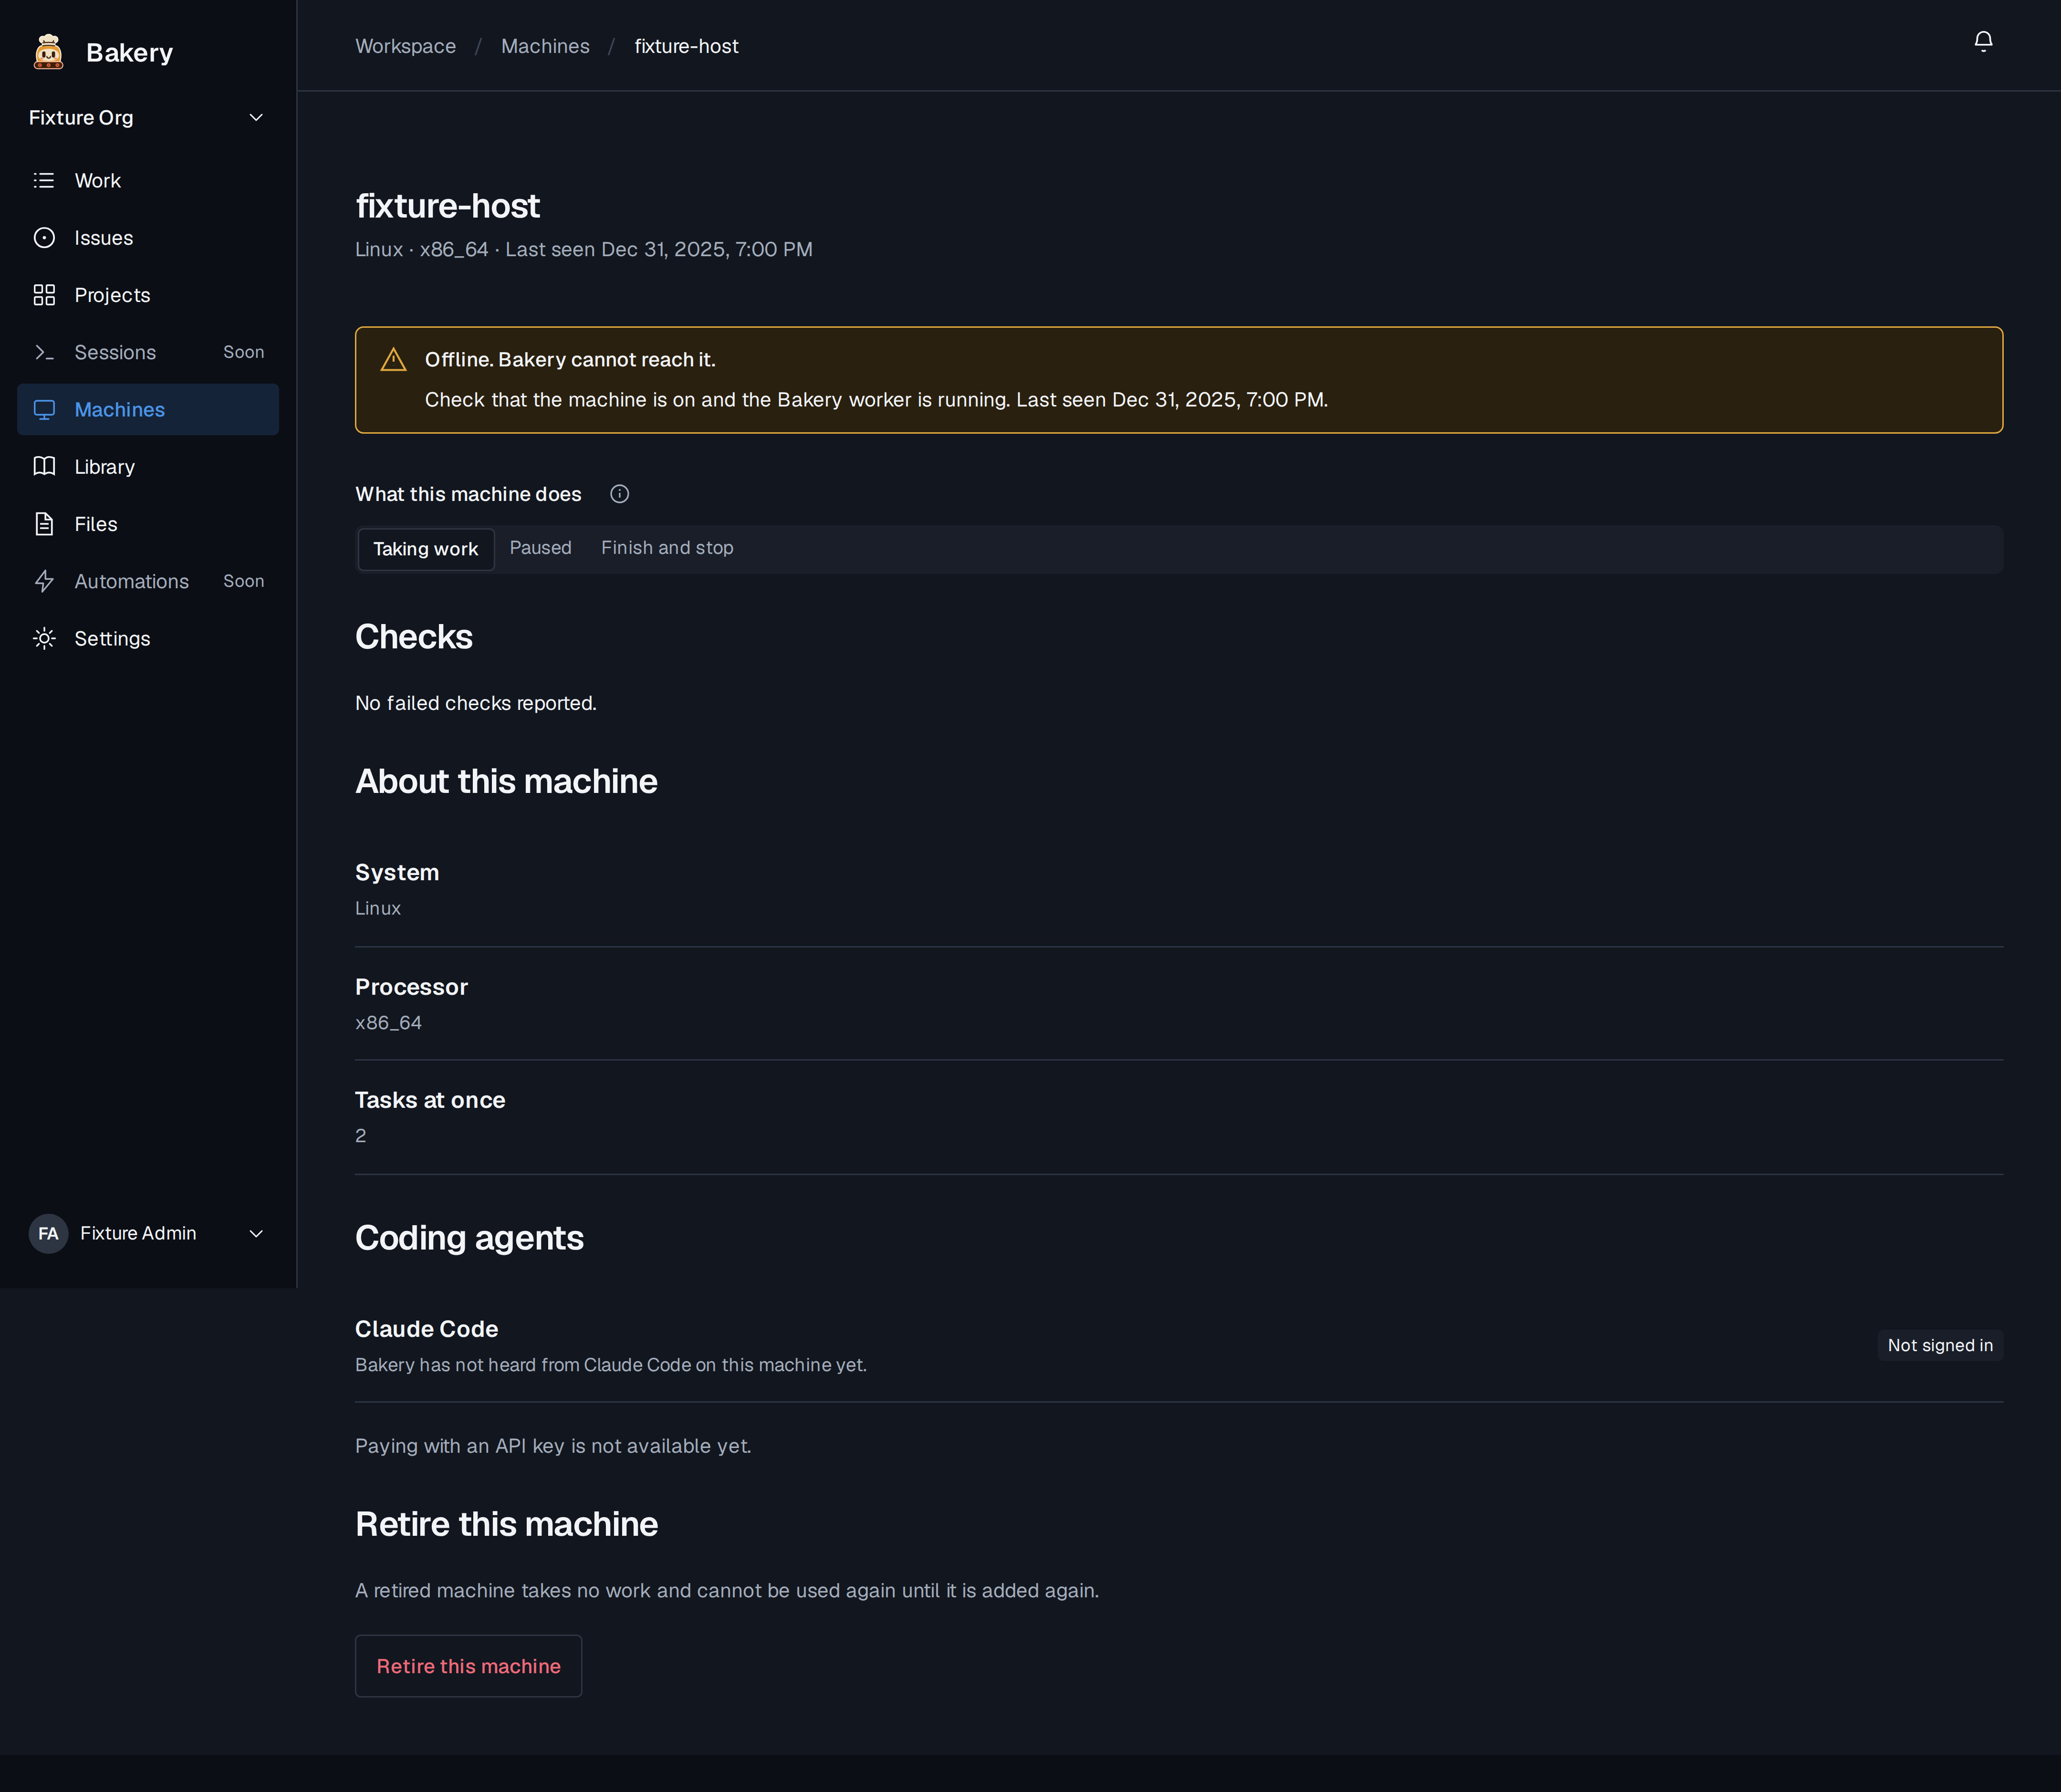 Bakery
Fixture Org
Work
Issues
Projects
Sessions Soon
Machines
Library
Files
Automations Soon
Settings
FA Fixture Admin
Workspace / Machines / fixture-host
fixture-host
Linux · x86_64 · Last seen Dec 31, 2025, 7:00 PM
Offline. Bakery cannot reach it.
Check that the machine is on and the Bakery worker is running. Last seen Dec 31, 2025, 7:00 PM.
What this machine does
Taking work Paused Finish and stop
Checks
No failed checks reported.
About this machine
System
Linux
Processor
x86_64
Tasks at once
2
Coding agents
Claude Code
Bakery has not heard from Claude Code on this machine yet.
Not signed in
Paying with an API key is not available yet.
Retire this machine
A retired machine takes no work and cannot be used again until it is added again.
Retire this machine